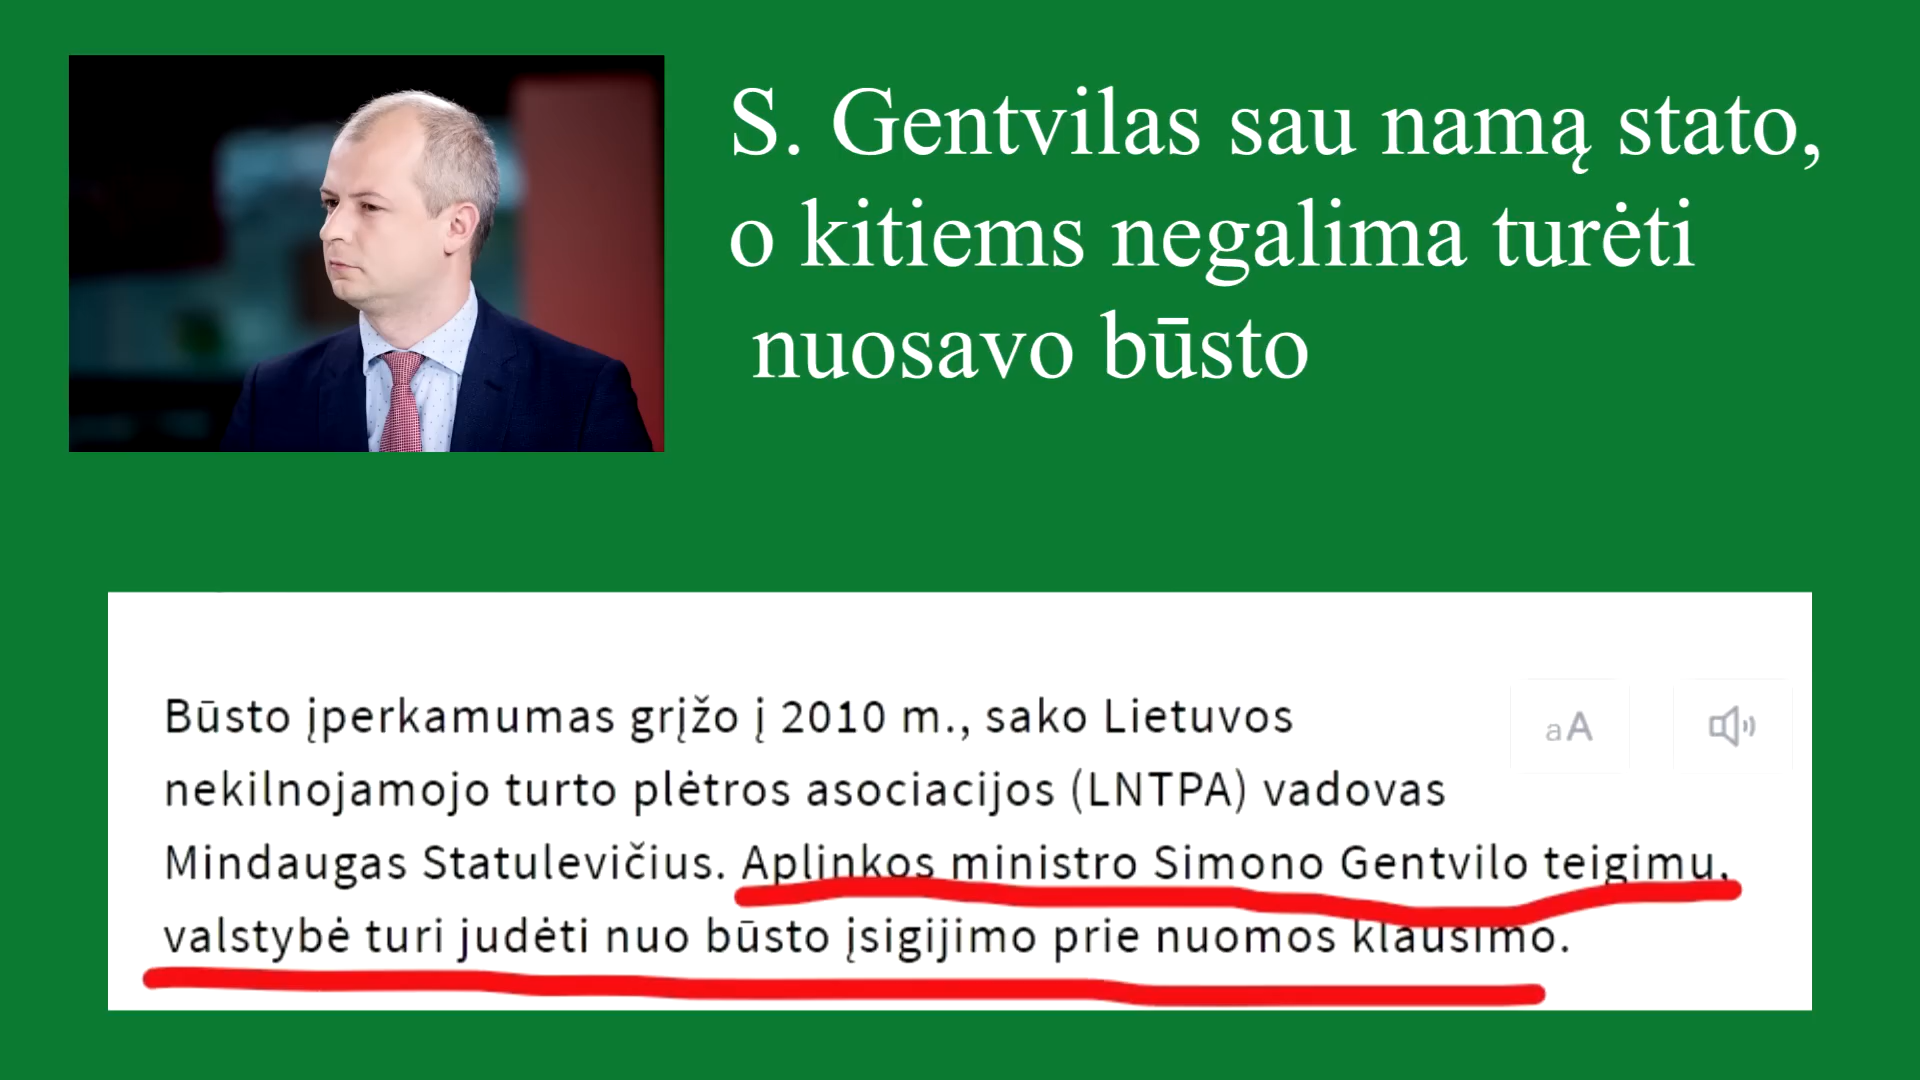 S. Gentvilas sau namą stato,
o kitiems negalima turėti
nuosavo būsto
Būsto įperkamumas grįžo į 2010 m., sako Lietuvos
aA
nekilnojamojo turto plėtros asociacijos (LNTPA) vadovas
Mindaugas Statulevičius. Aplinkos ministro Simono Gentvilo teigimu,
valstybė turi judėti nuo būsto įsigijimo prie nuomos klausimo.